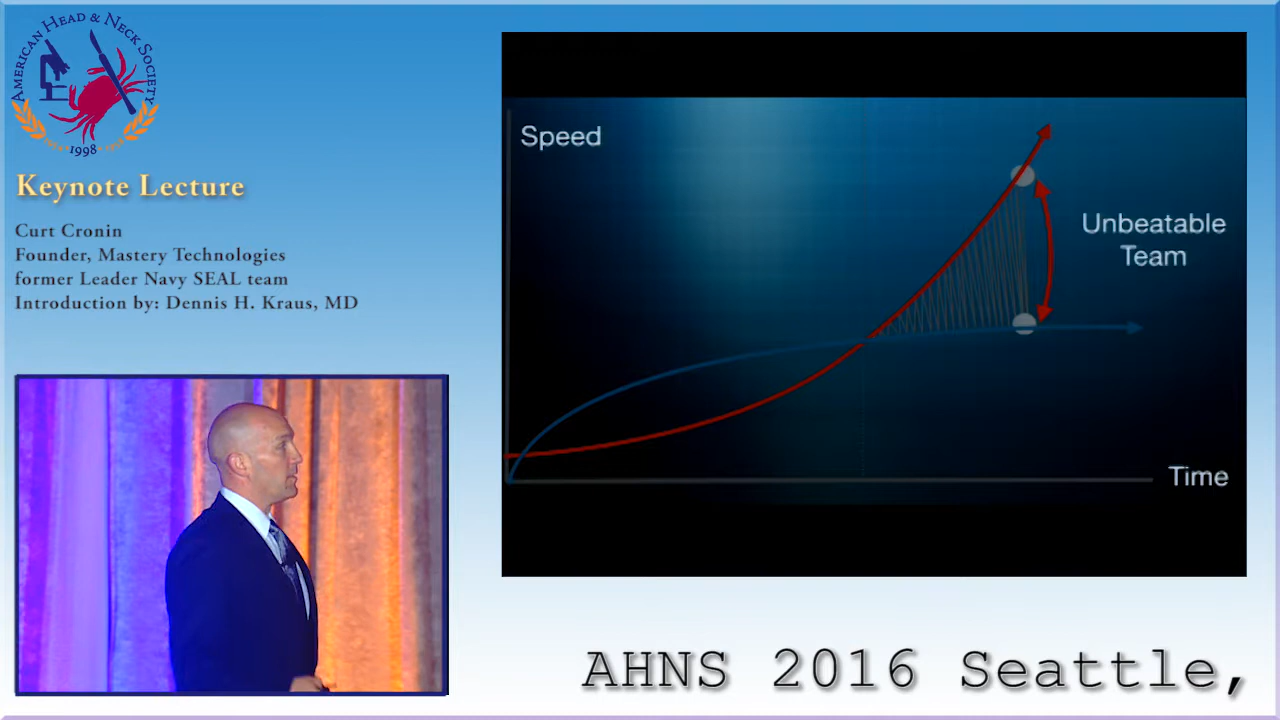 AMERICAN HEAD & NECK SOCIETY
1998
Keynote Lecture
Curt Cronin
Founder, Mastery Technologies
former Leader Navy SEAL team
Introduction by: Dennis H. Kraus, MD
Speed
Unbeatable
Team
Time
AHNS 2016 Seattle,